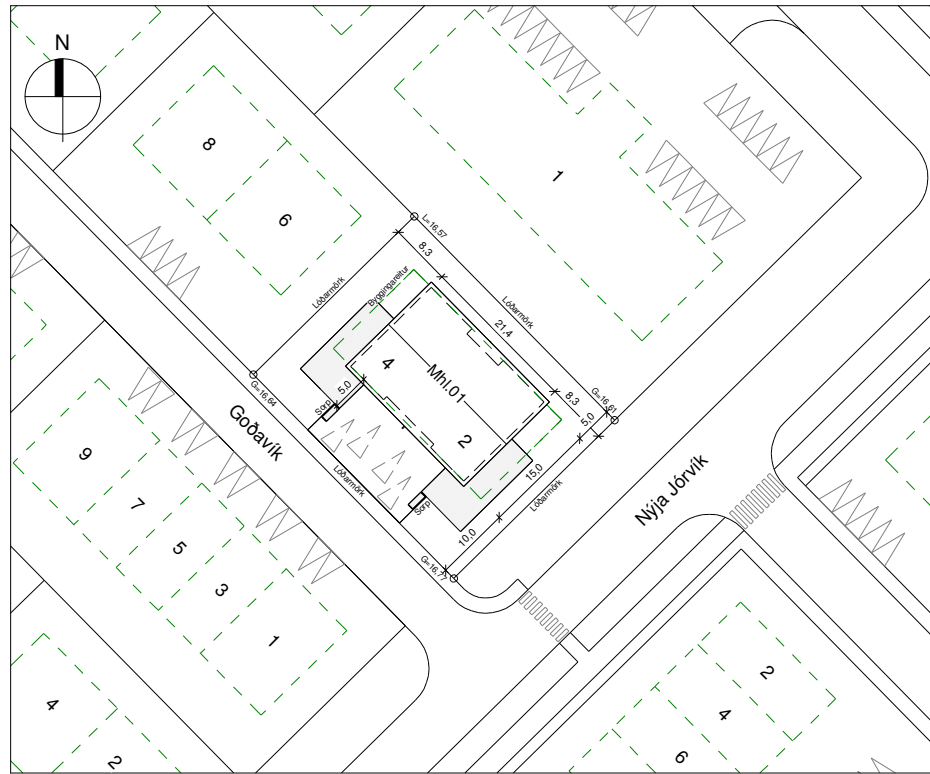 N
8
6
1
L=16,57
8,3
Lóðarmörk
Byggingareitur
Lóðarmörk
21,4
4
Mhl.01
2
8,3
G=16,61
5,0
5,0
G=16,64
Sorp
Goðavík
15,0
Lóðarmörk
Lóðarmörk
Sorp
10,0
G=16,77
Nýja Jórvík
9
7
5
3
1
4
2
2
4
6